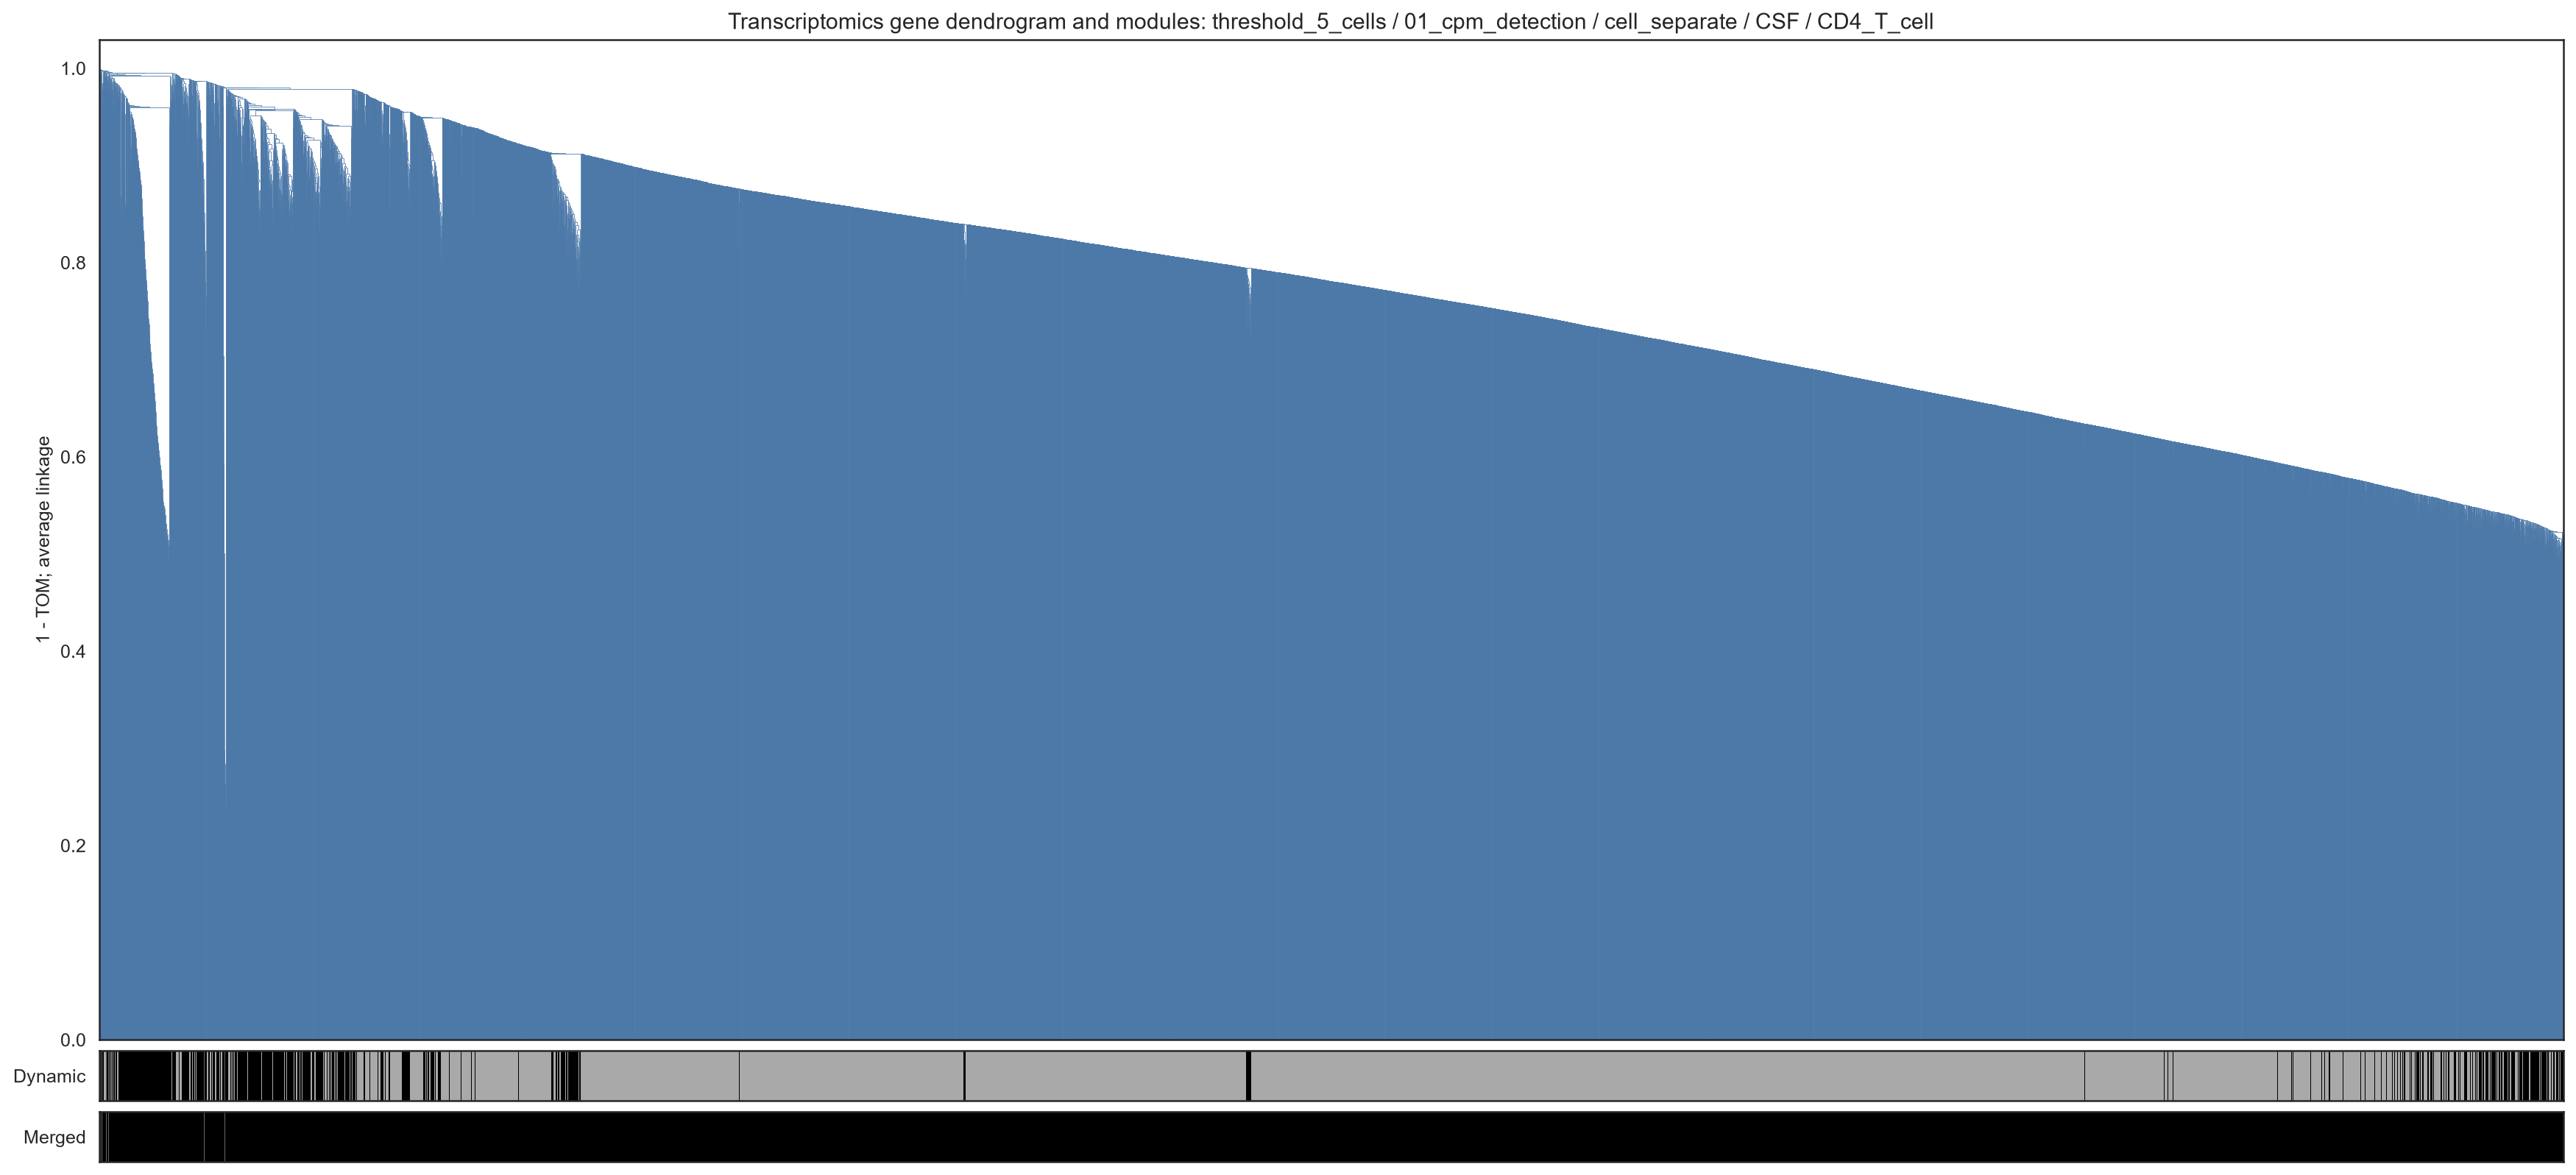 Transcriptomics gene dendrogram and modules: threshold_5_cells / 01_cpm_detection / cell_separate / CSF / CD4_T_cell
1 - TOM; average linkage
1.0
0.8
0.6
0.4
0.2
0.0
Dynamic
Merged